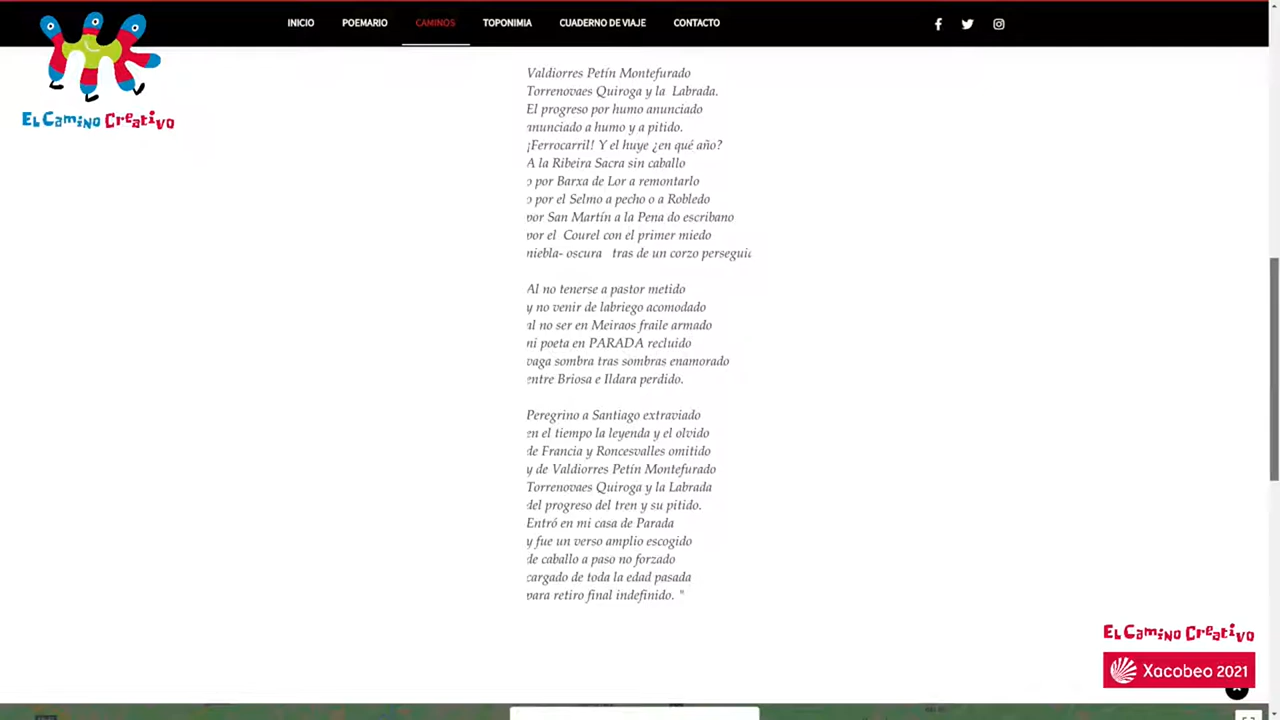 INICIO POEMARIO CAMINOS TOPONIMIA CUADERNO DE VIAJE CONTACTO
EL CAMINO CREATIVO
Valdiorres Petín Montefurado
Torrenovaes Quiroga y la Labrada.
El progreso por humo anunciado
anunciado a humo y a pitido.
¡Ferrocarril! Y el huye ¿en qué año?
A la Ribeira Sacra sin caballo
o por Barxa de Lor a remontarlo
o por el Selmo a pecho o a Robledo
por San Martín a la Pena do escribano
por el Courel con el primer miedo
niebla- oscura tras de un corzo persegui
Al no tenerse a pastor metido
y no venir de labriego acomodado
al no ser en Meiraos fraile armado
ni poeta en PARADA recluido
vaga sombra tras sombras enamorado
entre Briosa e Ildara perdido.
Peregrino a Santiago extraviado
en el tiempo la leyenda y el olvido
de Francia y Roncesvalles omitido
y de Valdiorres Petín Montefurado
Torrenovaes Quiroga y la Labrada
del progreso del tren y su pitido.
Entró en mi casa de Parada
y fue un verso amplio escogido
de caballo a paso no forzado
cargado de toda la edad pasada
para retiro final indefinido. "
EL CAMINO CREATIVO
Xacobeo 2021